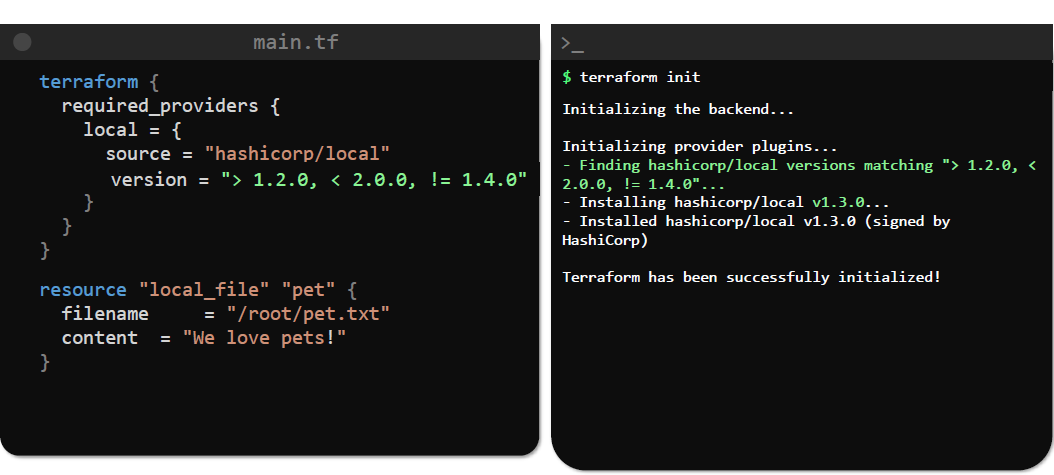 main.tf
terraform {
  required_providers {
    local = {
      source = "hashicorp/local"
      version = "> 1.2.0, < 2.0.0, != 1.4.0"
    }
  }
}
resource "local_file" "pet" {
  filename     = "/root/pet.txt"
  content  = "We love pets!"
}
>_
$ terraform init
Initializing the backend...
Initializing provider plugins...
- Finding hashicorp/local versions matching "> 1.2.0, <
2.0.0, != 1.4.0"...
- Installing hashicorp/local v1.3.0...
- Installed hashicorp/local v1.3.0 (signed by
HashiCorp)
Terraform has been successfully initialized!